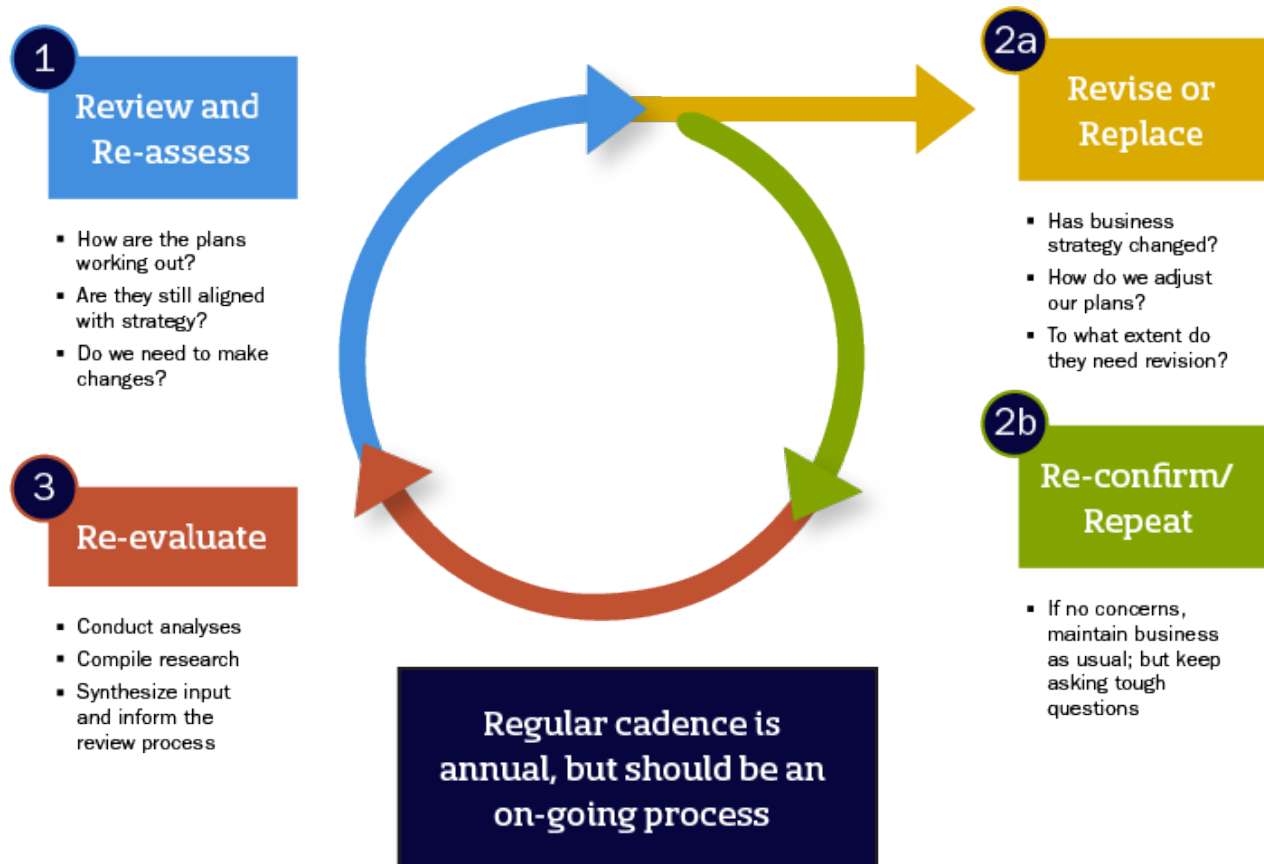 1
Review and
Re-assess
▪ How are the plans
working out?
▪ Are they still aligned
with strategy?
▪ Do we need to make
changes?
2a
Revise or
Replace
▪ Has business
strategy changed?
▪ How do we adjust
our plans?
▪ To what extent do
they need revision?
2b
Re-confirm/
Repeat
▪ If no concerns,
maintain business
as usual; but keep
asking tough
questions
3
Re-evaluate
▪ Conduct analyses
▪ Compile research
▪ Synthesize input
and inform the
review process
Regular cadence is
annual, but should be an
on-going process